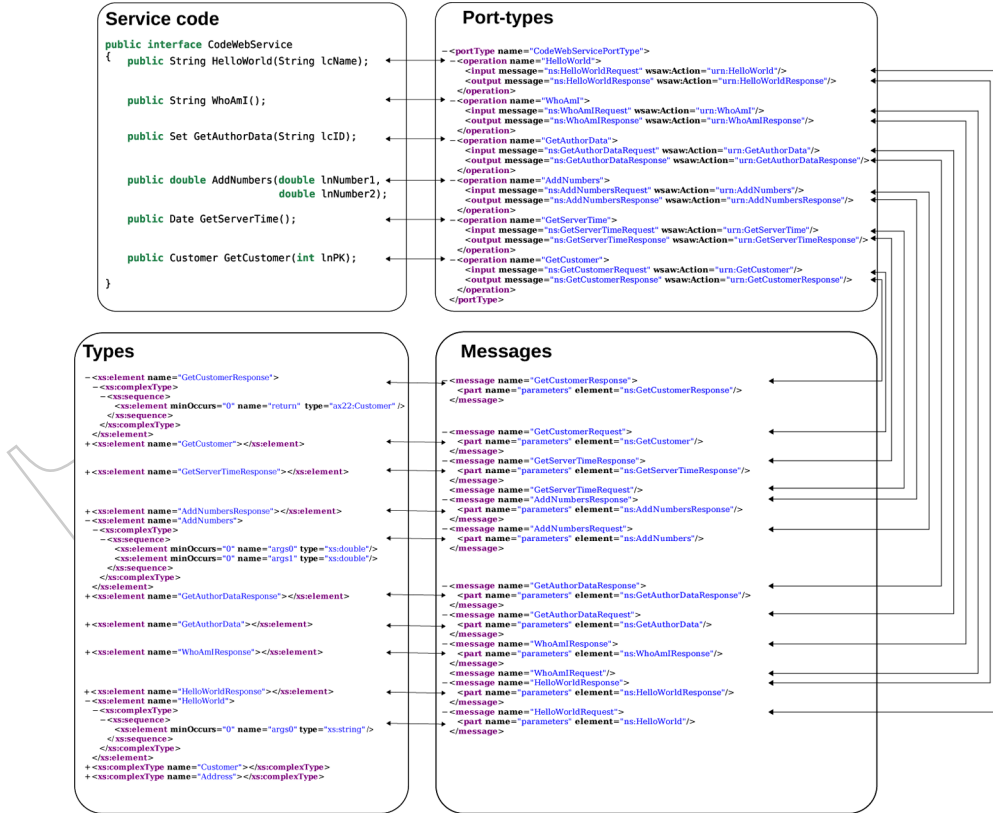 Service code
public interface CodeWebService
{ public String HelloWorld(String lcName);
public String WhoAmI();
public Set GetAuthorData(String lcID);
public double AddNumbers(double lnNumber1,
double lnNumber2);
public Date GetServerTime();
public Customer GetCustomer(int lnPK);
}
Port-types
−<portType name="CodeWebServicePortType">
−<operation name="HelloWorld">
<input message="ns:HelloWorldRequest" wsaw:Action="urn:HelloWorld"/>
<output message="ns:HelloWorldResponse" wsaw:Action="urn:HelloWorldResponse"/>
</operation>
−<operation name="WhoAmI">
<input message="ns:WhoAmIRequest" wsaw:Action="urn:WhoAmI"/>
<output message="ns:WhoAmIResponse" wsaw:Action="urn:WhoAmIResponse"/>
</operation>
−<operation name="GetAuthorData">
<input message="ns:GetAuthorDataRequest" wsaw:Action="urn:GetAuthorData"/>
<output message="ns:GetAuthorDataResponse" wsaw:Action="urn:GetAuthorDataResponse"/>
</operation>
−<operation name="AddNumbers">
<input message="ns:AddNumbersRequest" wsaw:Action="urn:AddNumbers"/>
<output message="ns:AddNumbersResponse" wsaw:Action="urn:AddNumbersResponse"/>
</operation>
−<operation name="GetServerTime">
<input message="ns:GetServerTimeRequest" wsaw:Action="urn:GetServerTime"/>
<output message="ns:GetServerTimeResponse" wsaw:Action="urn:GetServerTimeResponse"/>
</operation>
−<operation name="GetCustomer">
<input message="ns:GetCustomerRequest" wsaw:Action="urn:GetCustomer"/>
<output message="ns:GetCustomerResponse" wsaw:Action="urn:GetCustomerResponse"/>
</operation>
</portType>
Types
−<xs:element name="GetCustomerResponse">
−<xs:complexType>
−<xs:sequence>
<xs:element minOccurs="0" name="return" type="ax22:Customer"/>
</xs:sequence>
</xs:complexType>
</xs:element>
+<xs:element name="GetCustomer"></xs:element>
+<xs:element name="GetServerTimeResponse"></xs:element>
+<xs:element name="AddNumbersResponse"></xs:element>
−<xs:element name="AddNumbers">
−<xs:complexType>
−<xs:sequence>
<xs:element minOccurs="0" name="args0" type="xs:double"/>
<xs:element minOccurs="0" name="args1" type="xs:double"/>
</xs:sequence>
</xs:complexType>
</xs:element>
+<xs:element name="GetAuthorDataResponse"></xs:element>
+<xs:element name="GetAuthorData"></xs:element>
+<xs:element name="WhoAmIResponse"></xs:element>
+<xs:element name="HelloWorldResponse"></xs:element>
−<xs:element name="HelloWorld">
−<xs:complexType>
−<xs:sequence>
<xs:element minOccurs="0" name="args0" type="xs:string"/>
</xs:sequence>
</xs:complexType>
</xs:element>
+<xs:complexType name="Customer"></xs:complexType>
+<xs:complexType name="Address"></xs:complexType>
Messages
−<message name="GetCustomerResponse">
<part name="parameters" element="ns:GetCustomerResponse"/>
</message>
−<message name="GetCustomerRequest">
<part name="parameters" element="ns:GetCustomer"/>
</message>
−<message name="GetServerTimeResponse">
<part name="parameters" element="ns:GetServerTimeResponse"/>
</message>
<message name="GetServerTimeRequest"/>
−<message name="AddNumbersResponse">
<part name="parameters" element="ns:AddNumbersResponse"/>
</message>
−<message name="AddNumbersRequest">
<part name="parameters" element="ns:AddNumbers"/>
</message>
−<message name="GetAuthorDataResponse">
<part name="parameters" element="ns:GetAuthorDataResponse"/>
</message>
−<message name="GetAuthorDataRequest">
<part name="parameters" element="ns:GetAuthorData"/>
</message>
−<message name="WhoAmIResponse">
<part name="parameters" element="ns:WhoAmIResponse"/>
</message>
<message name="WhoAmIRequest"/>
−<message name="HelloWorldResponse">
<part name="parameters" element="ns:HelloWorldResponse"/>
</message>
−<message name="HelloWorldRequest">
<part name="parameters" element="ns:HelloWorld"/>
</message>